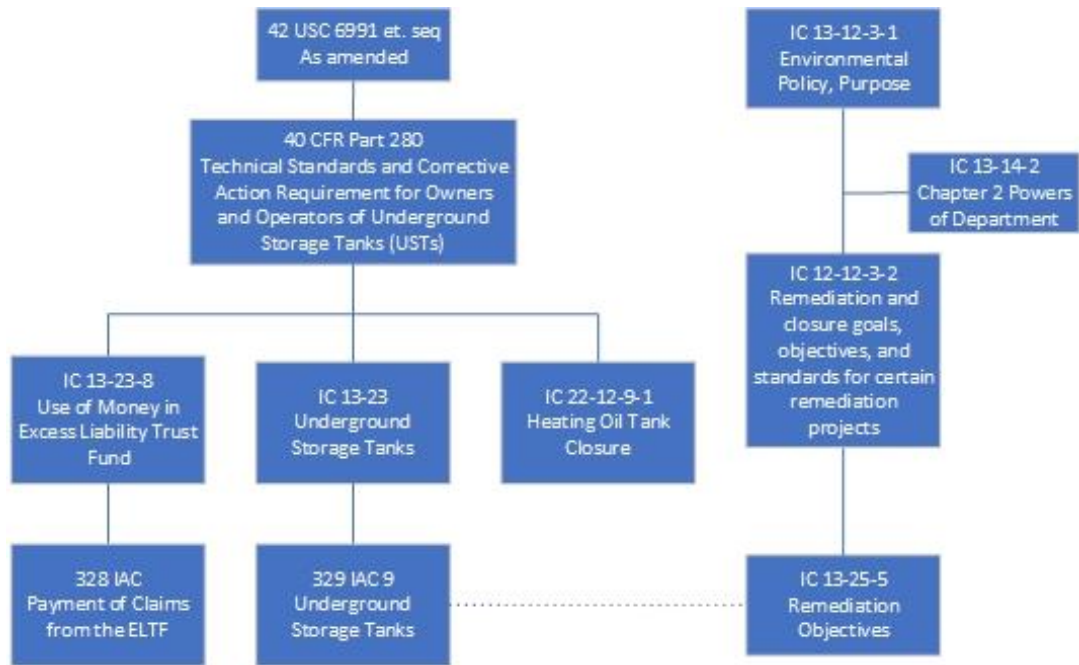 42 USC 6991 et. seq
As amended
IC 13-12-3-1
Environmental
Policy, Purpose
40 CFR Part 280
Technical Standards and Corrective
Action Requirement for Owners
and Operators of Underground
Storage Tanks (USTs)
IC 13-14-2
Chapter 2 Powers
of Department
IC 12-12-3-2
Remediation and
closure goals,
objectives, and
standards for certain
remediation
projects
IC 13-23-8
Use of Money in
Excess Liability Trust
Fund
IC 13-23
Underground
Storage Tanks
IC 22-12-9-1
Heating Oil Tank
Closure
328 IAC
Payment of Claims
from the ELTF
329 IAC 9
Underground
Storage Tanks
IC 13-25-5
Remediation
Objectives